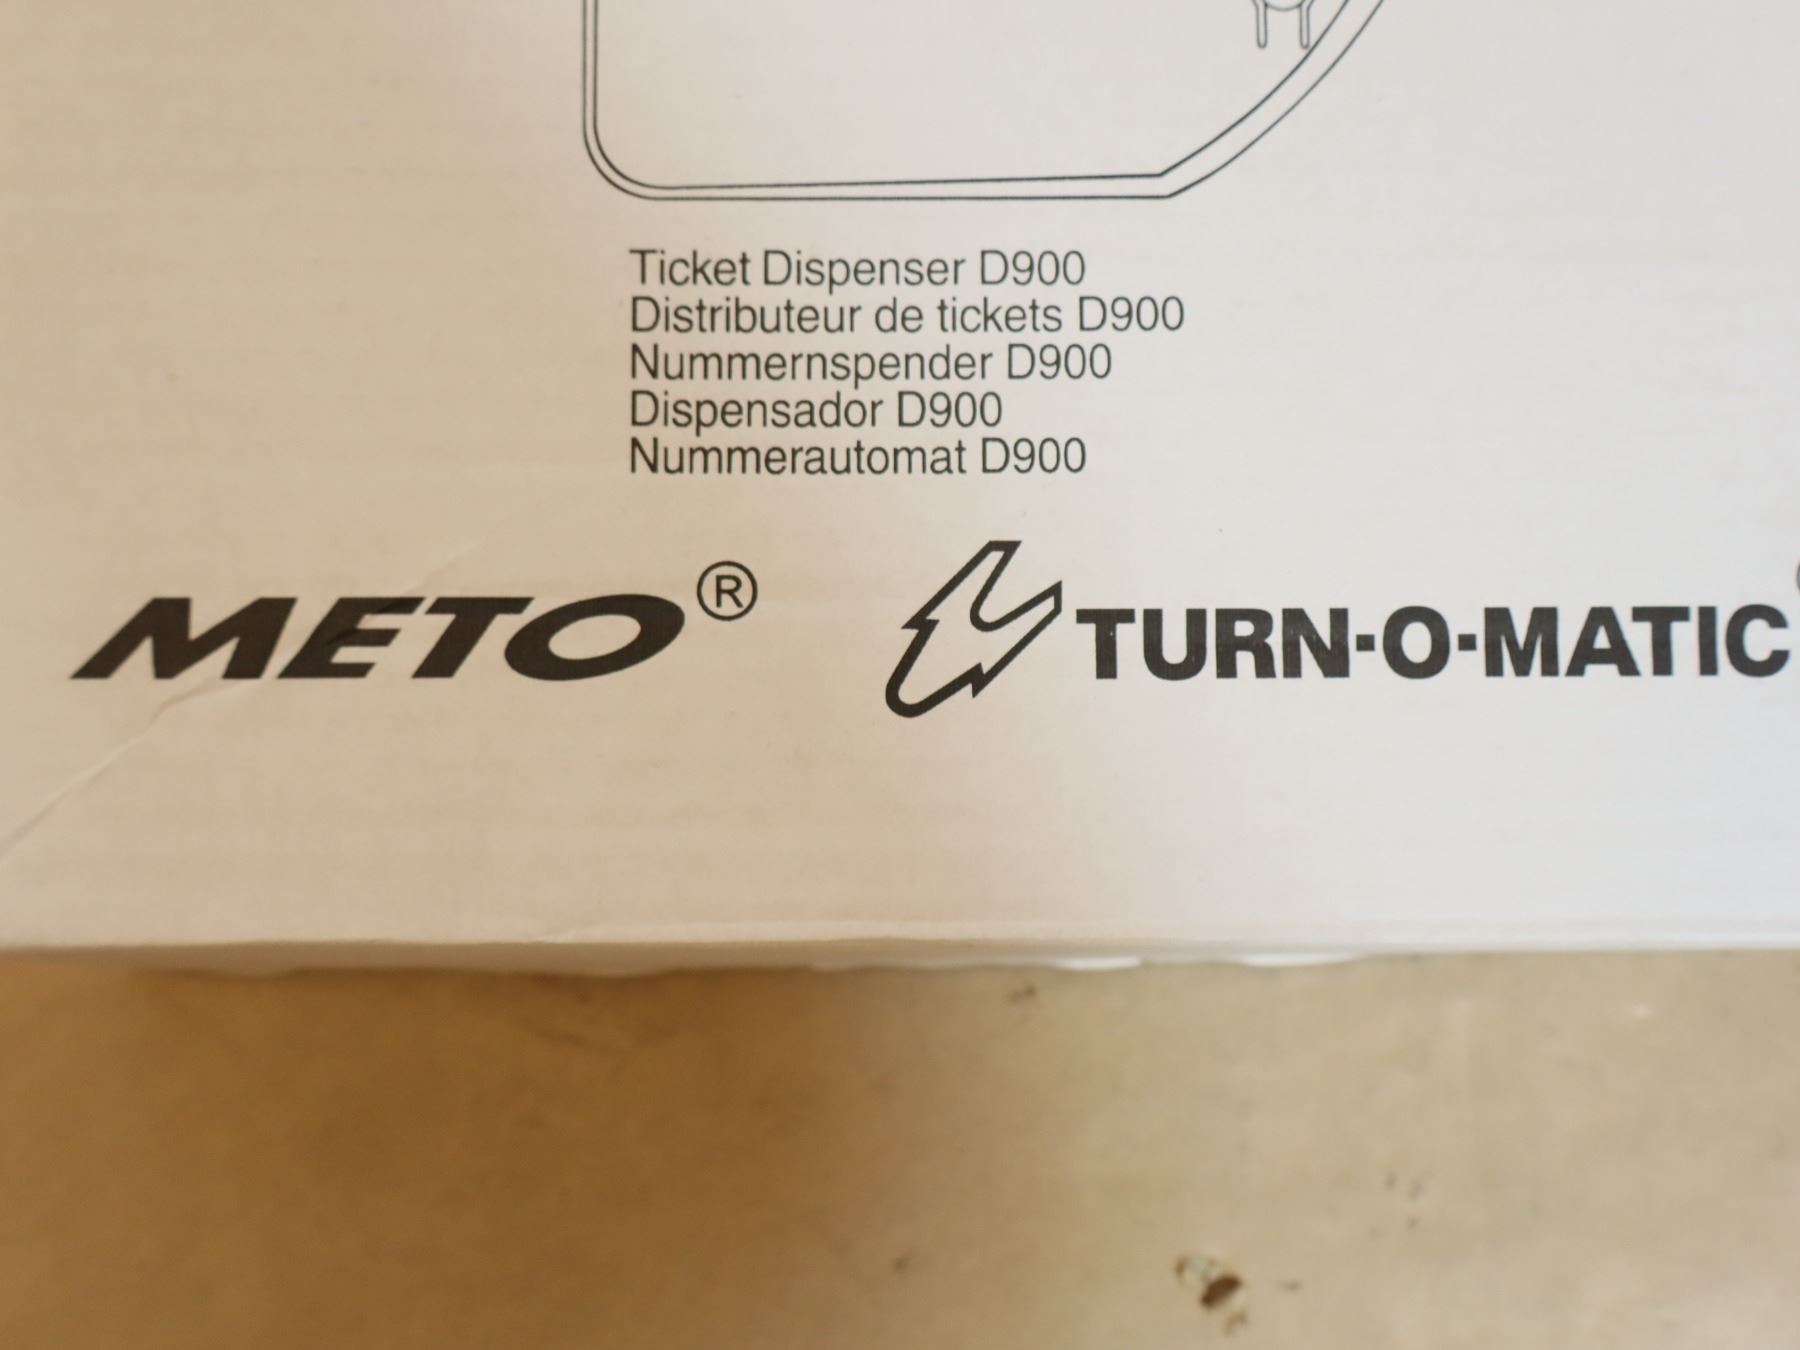 Ticket Dispenser D900
Distributeur de tickets D900
Nummernspender D900
Dispensador D900
Nummerautomat D900
METO®
TURN-O-MATIC